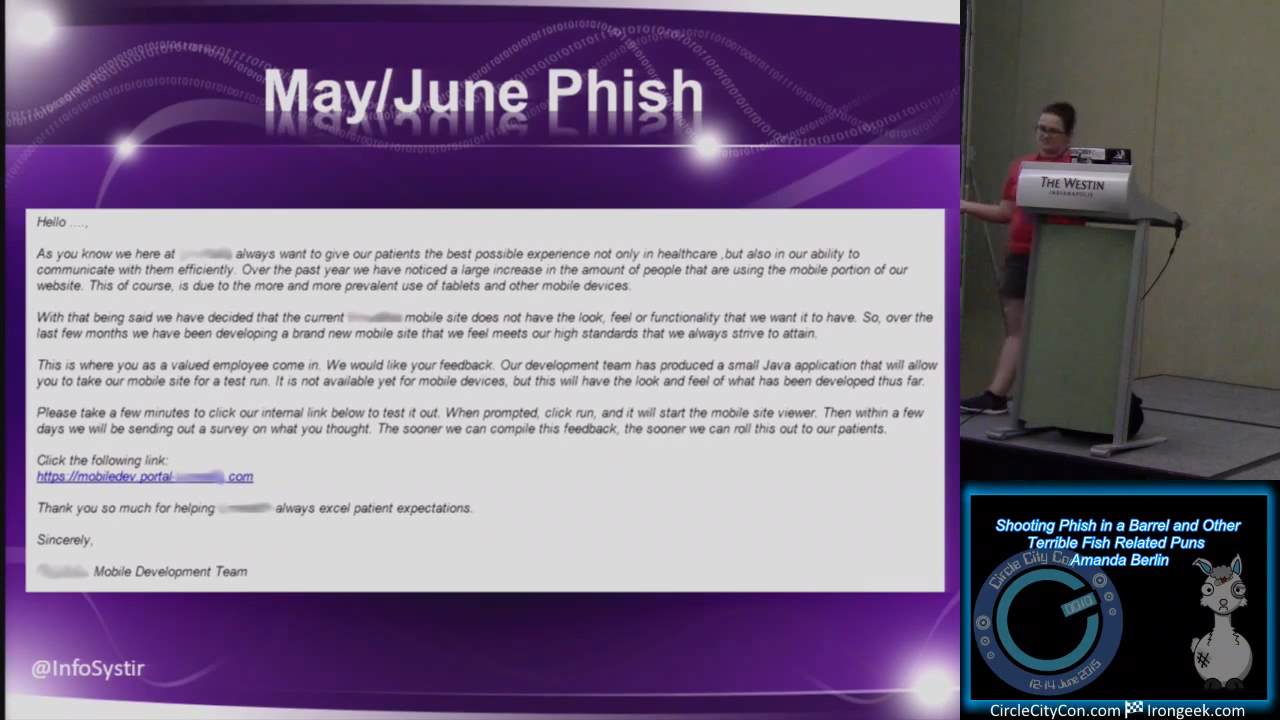 May/June Phish
Hello ....,
As you know we here at always want to give our patients the best possible experience not only in healthcare ,but also in our ability to
communicate with them efficiently. Over the past year we have noticed a large increase in the amount of people that are using the mobile portion of our
website. This of course, is due to the more and more prevalent use of tablets and other mobile devices.
With that being said we have decided that the current mobile site does not have the look, feel or functionality that we want it to have. So, over the
last few months we have been developing a brand new mobile site that we feel meets our high standards that we always strive to attain.
This is where you as a valued employee come in. We would like your feedback. Our development team has produced a small Java application that will allow
you to take our mobile site for a test run. It is not available yet for mobile devices, but this will have the look and feel of what has been developed thus far.
Please take a few minutes to click our internal link below to test it out. When prompted, click run, and it will start the mobile site viewer. Then within a few
days we will be sending out a survey on what you thought. The sooner we can compile this feedback, the sooner we can roll this out to our patients.
Click the following link:
https://mobiledev.portal- .com
Thank you so much for helping always excel patient expectations.
Sincerely,
Mobile Development Team
@InfoSystir
THE WESTIN
INDIANAPOLIS
Shooting Phish in a Barrel and Other
Terrible Fish Related Puns
Amanda Berlin
Circle City Con
12-14 June 2015
CircleCityCon.com Irongeek.com